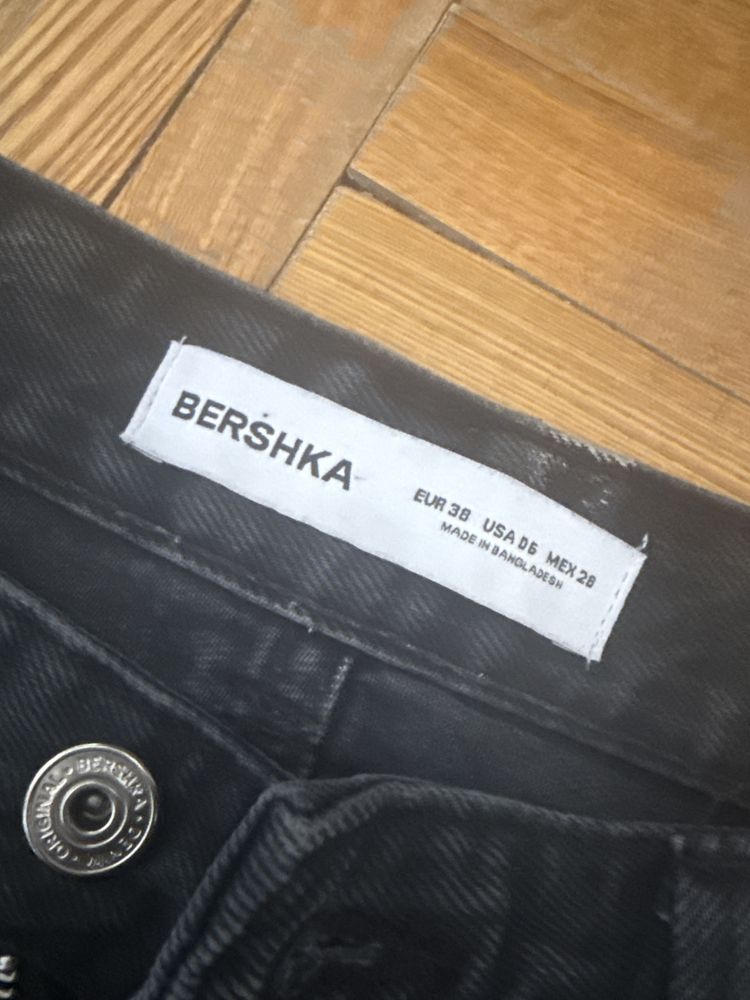 BERSHKA
EUR 38 USA 06 MEX 28
MADE IN BANGLADESH
ORIGINAL • BERSHKA • DENIM •